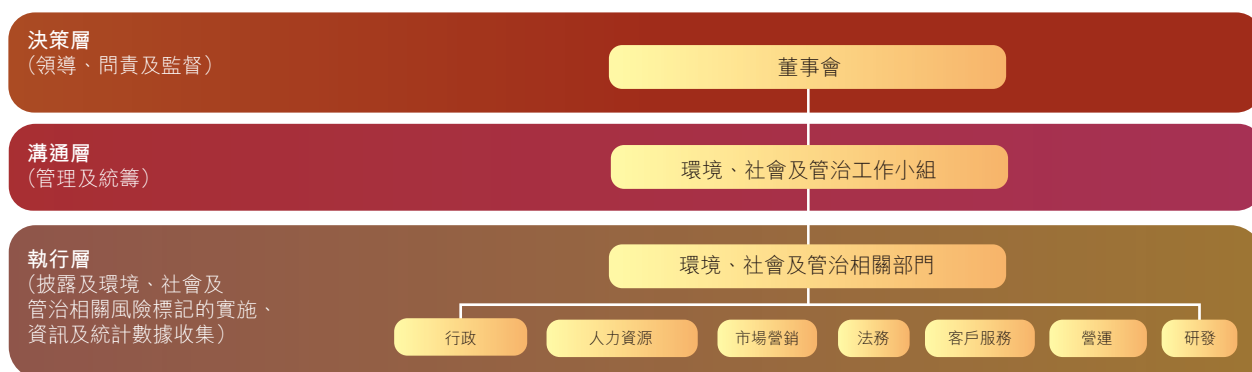 決策層
（領導、問責及監督）
董事會
溝通層
（管理及統籌）
環境、社會及管治工作小組
執行層
（披露及環境、社會及
管治相關風險標記的實施、
資訊及統計數據收集）
環境、社會及管治相關部門
行政
人力資源
市場營銷
法務
客戶服務
營運
研發